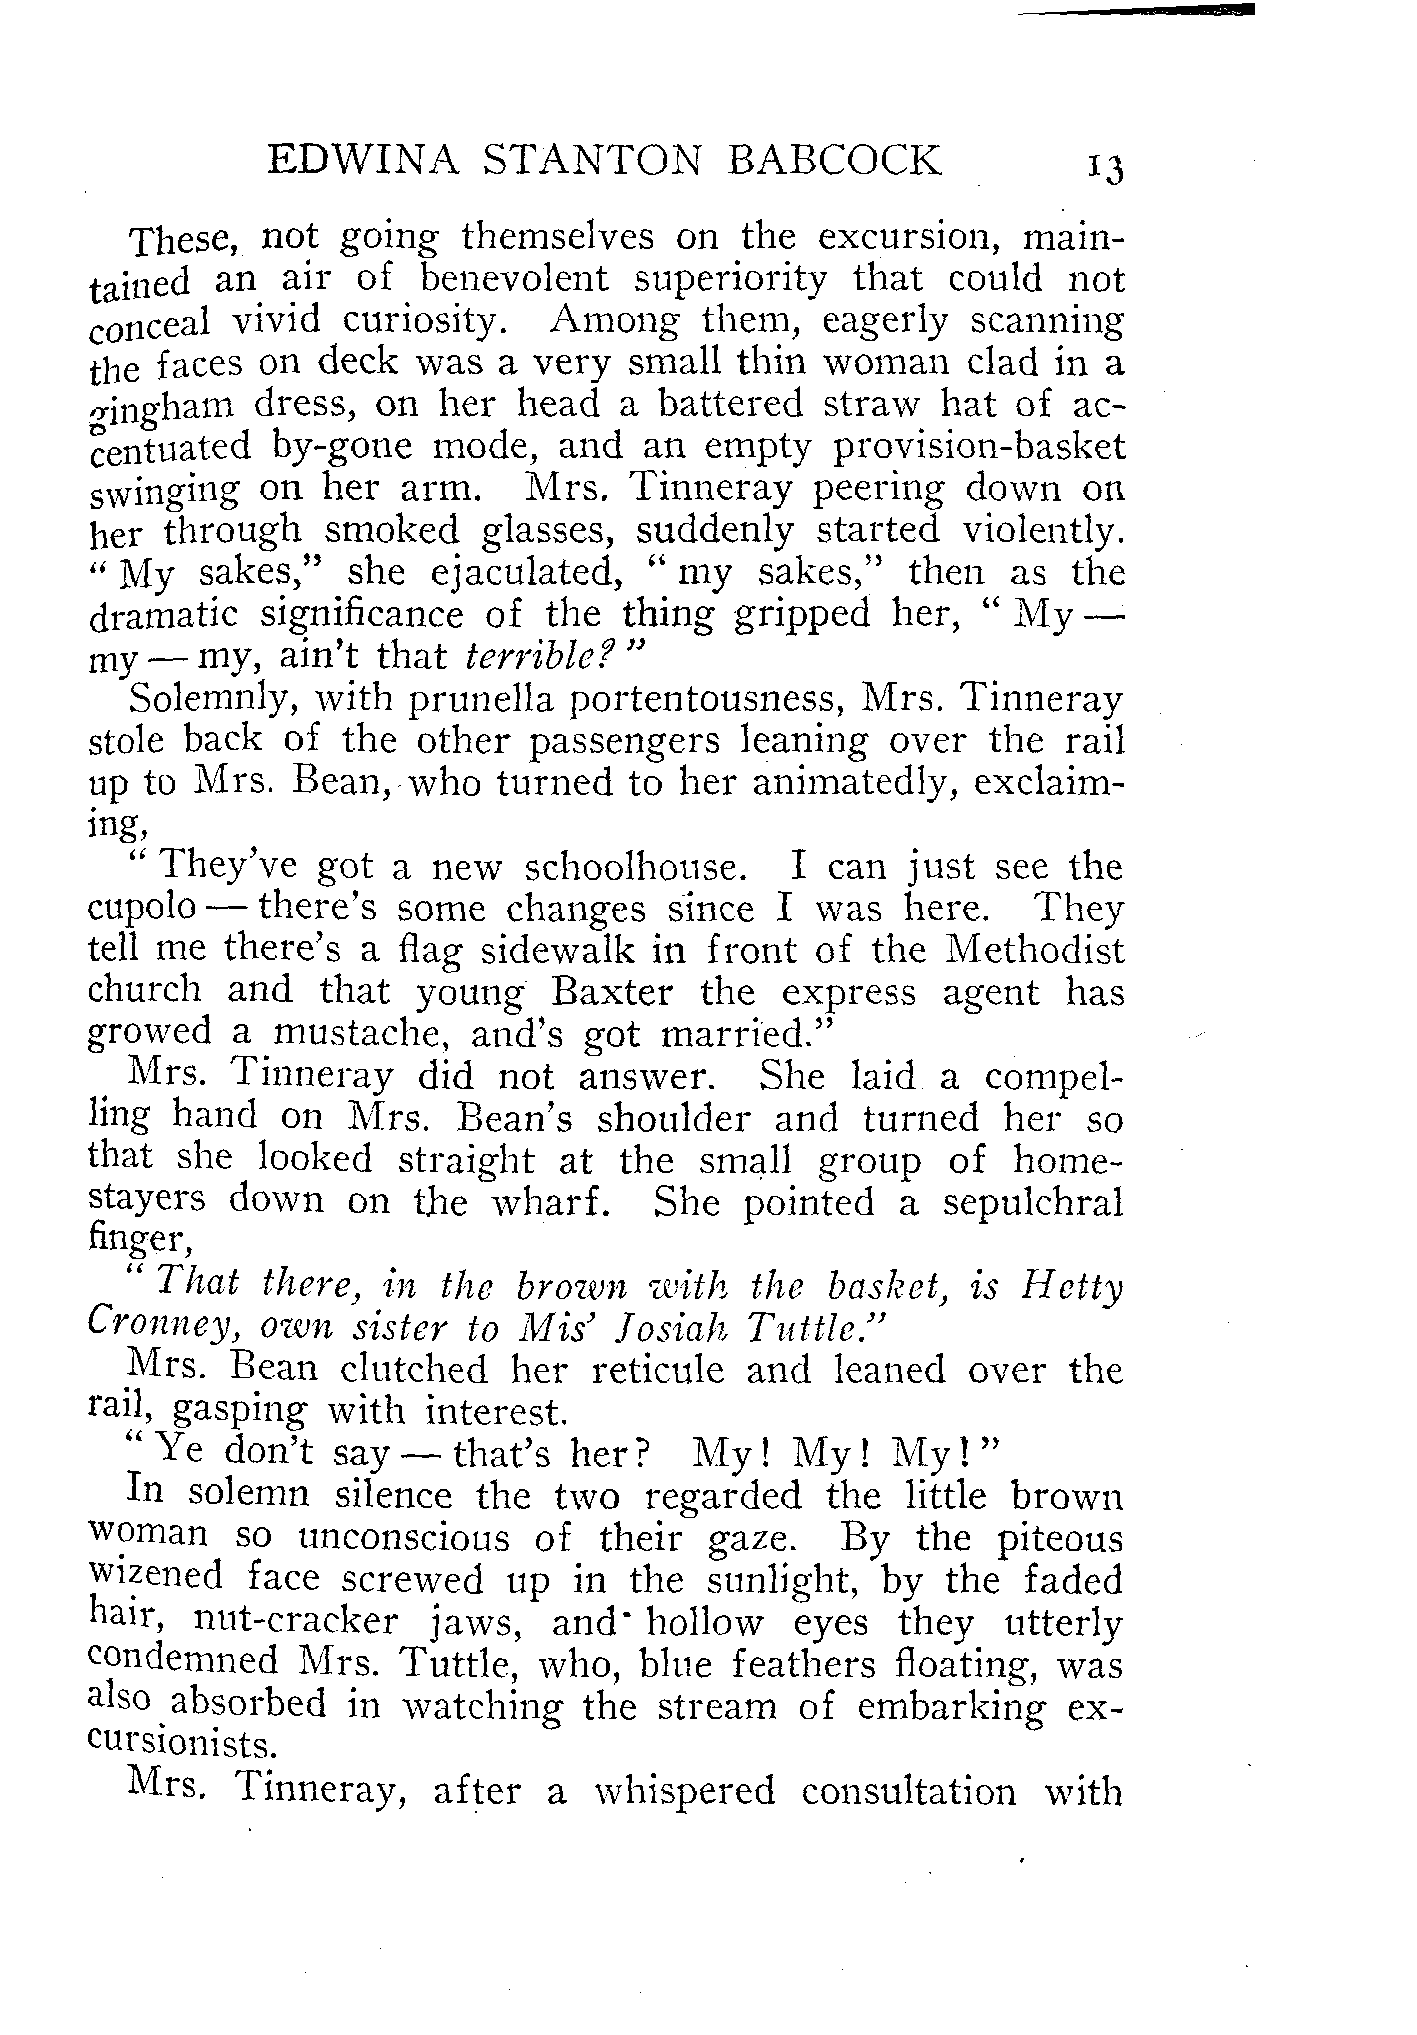 EDWINA STANTON BABCOCK 13
These, not going themselves on the excursion, main-
tained an air of benevolent superiority that could not
conceal vivid curiosity. Among them, eagerly scanning
the faces on deck was a very small thin woman clad in a
gingham dress, on her head a battered straw hat of ac-
centuated by-gone mode, and an empty provision-basket
swinging on her arm. Mrs. Tinneray peering down on
her through smoked glasses, suddenly started violently.
“ My sakes,” she ejaculated, “ my sakes,” then as the
dramatic significance of the thing gripped her, “ My —
my — my, ain't that terrible? ”
Solemnly, with prunella portentousness, Mrs. Tinneray
stole back of the other passengers leaning over the rail
up to Mrs. Bean, who turned to her animatedly, exclaim-
ing,
“ They've got a new schoolhouse. I can just see the
cupolo — there's some changes since I was here. They
tell me there's a flag sidewalk in front of the Methodist
church and that young Baxter the express agent has
growed a mustache, and's got married.”
Mrs. Tinneray did not answer. She laid a compel-
ling hand on Mrs. Bean's shoulder and turned her so
that she looked straight at the small group of home-
stayers down on the wharf. She pointed a sepulchral
finger,
“ That there, in the brown with the basket, is Hetty
Cronney, own sister to Mis' Josiah Tuttle.”
Mrs. Bean clutched her reticule and leaned over the
rail, gasping with interest.
“ Ye don't say — that's her? My! My! My! ”
In solemn silence the two regarded the little brown
woman so unconscious of their gaze. By the piteous
wizened face screwed up in the sunlight, by the faded
hair, nut-cracker jaws, and hollow eyes they utterly
condemned Mrs. Tuttle, who, blue feathers floating, was
also absorbed in watching the stream of embarking ex-
cursionists.
Mrs. Tinneray, after a whispered consultation with